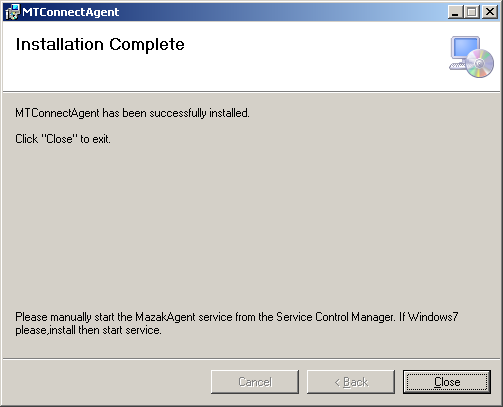 MTConnectAgent
Installation Complete
MTConnectAgent has been successfully installed.
Click "Close" to exit.
Please manually start the MazakAgent service from the Service Control Manager. If Windows7
please,install then start service.
Cancel
< Back
Close